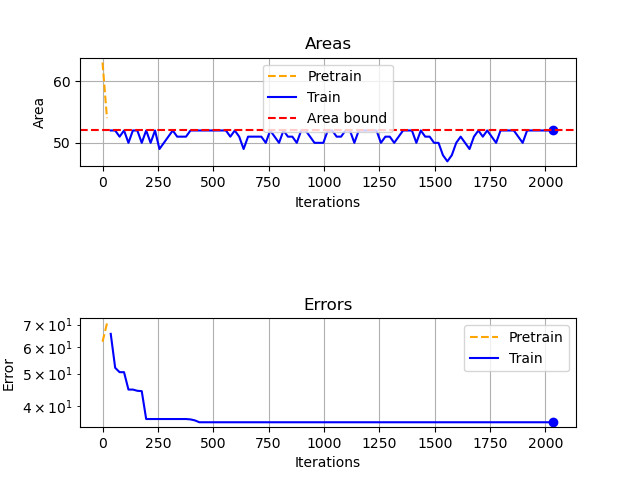 Areas
Area
60
50
Pretrain
Train
Area bound
0 250 500 750 1000 1250 1500 1750 2000
Iterations
Errors
Error
7 × 10¹
6 × 10¹
5 × 10¹
4 × 10¹
Pretrain
Train
0 250 500 750 1000 1250 1500 1750 2000
Iterations